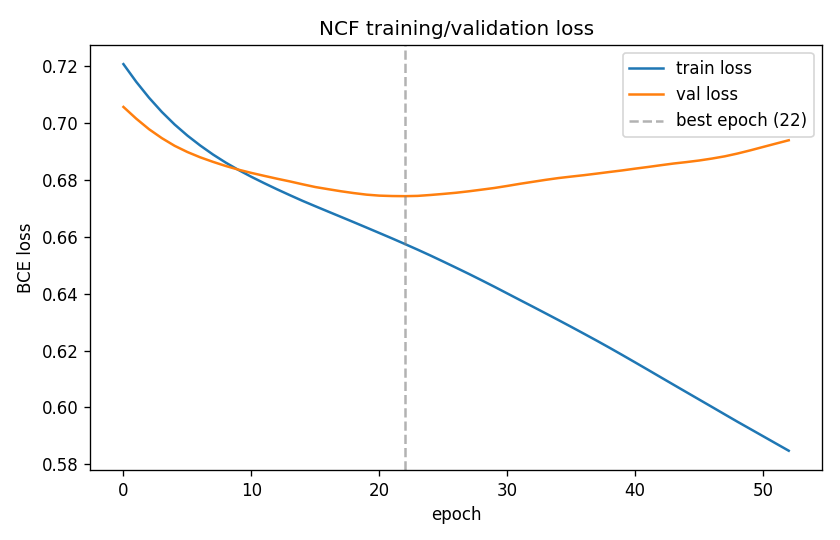 NCF training/validation loss
train loss
val loss
best epoch (22)
BCE loss
0.72
0.70
0.68
0.66
0.64
0.62
0.60
0.58
0 10 20 30 40 50
epoch